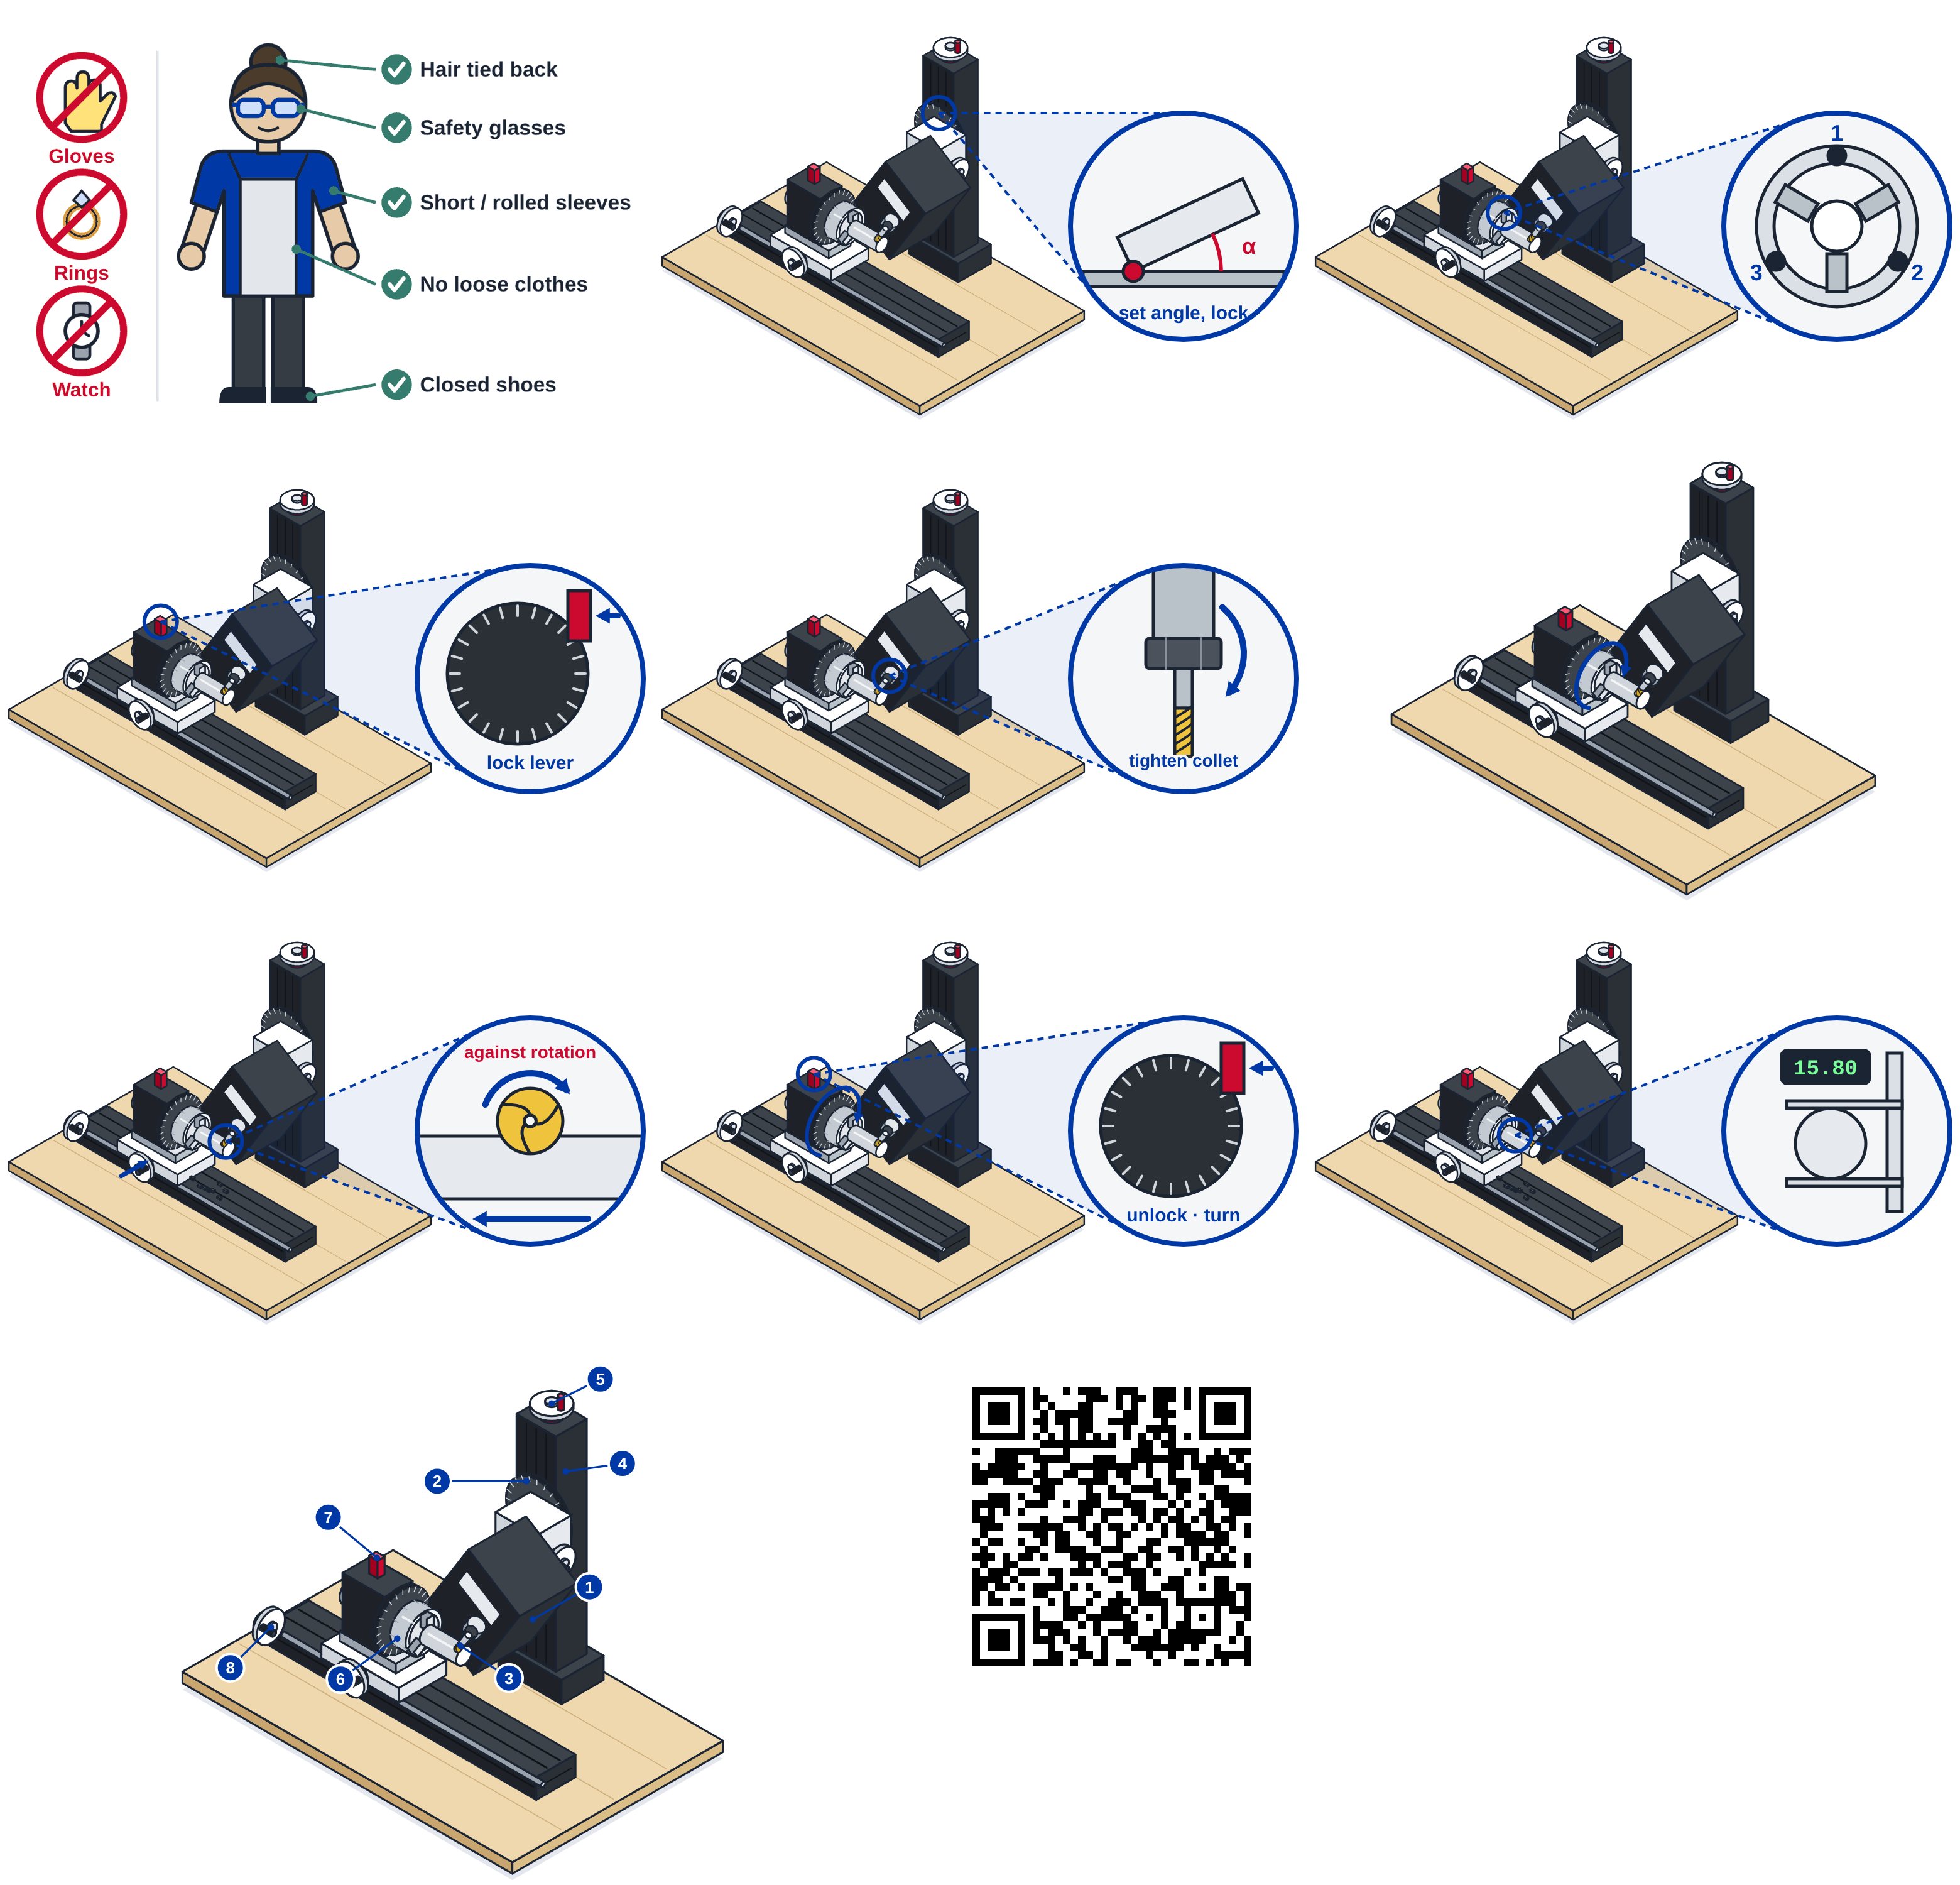 Hair tied back
Safety glasses
Short / rolled sleeves
No loose clothes
Closed shoes
Gloves
Rings
Watch
α
set angle, lock
1
2
3
lock lever
tighten collet
against rotation
unlock · turn
15.80
5
4
2
7
1
8
6
3